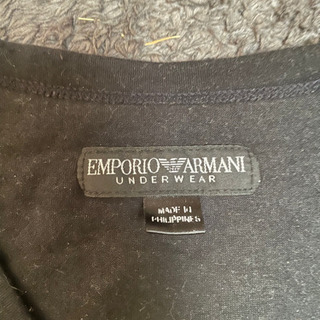 EMPORIO ARMANI
UNDERWEAR
MADE IN
PHILIPPINES